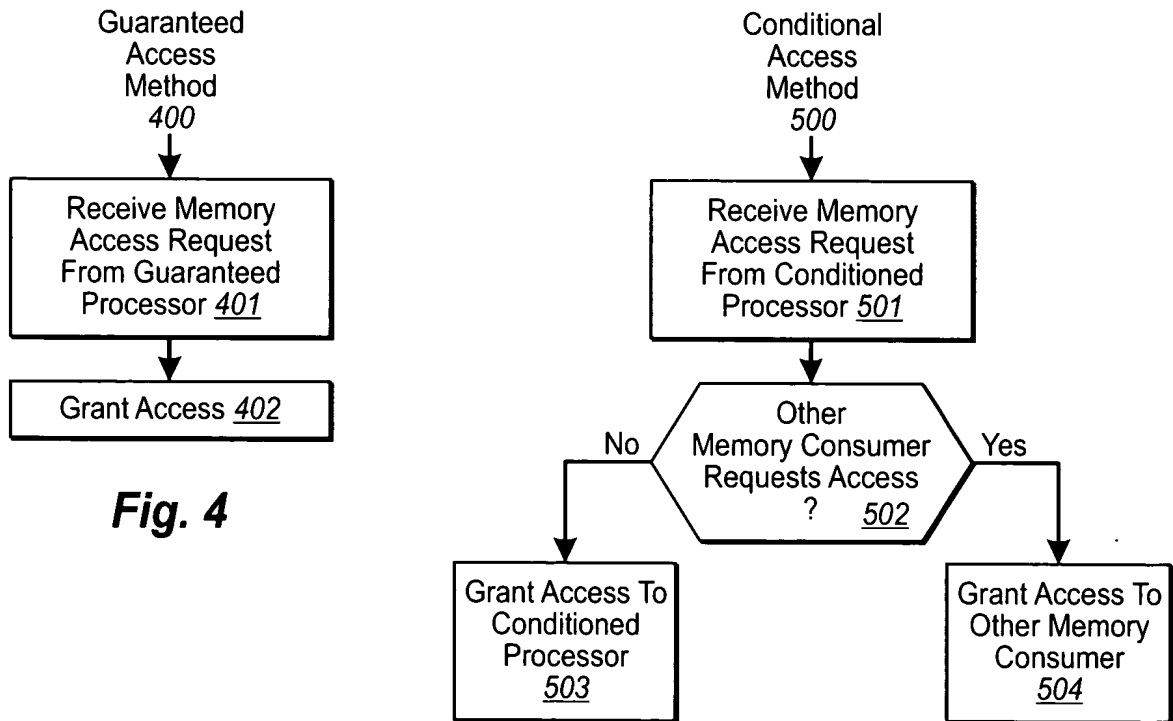 Guaranteed
Access
Method
400
Receive Memory
Access Request
From Guaranteed
Processor 401
Grant Access 402
Fig. 4
Conditional
Access
Method
500
Receive Memory
Access Request
From Conditioned
Processor 501
Other
Memory Consumer
Requests Access
? 502
No
Yes
Grant Access To
Conditioned
Processor
503
Grant Access To
Other Memory
Consumer
504